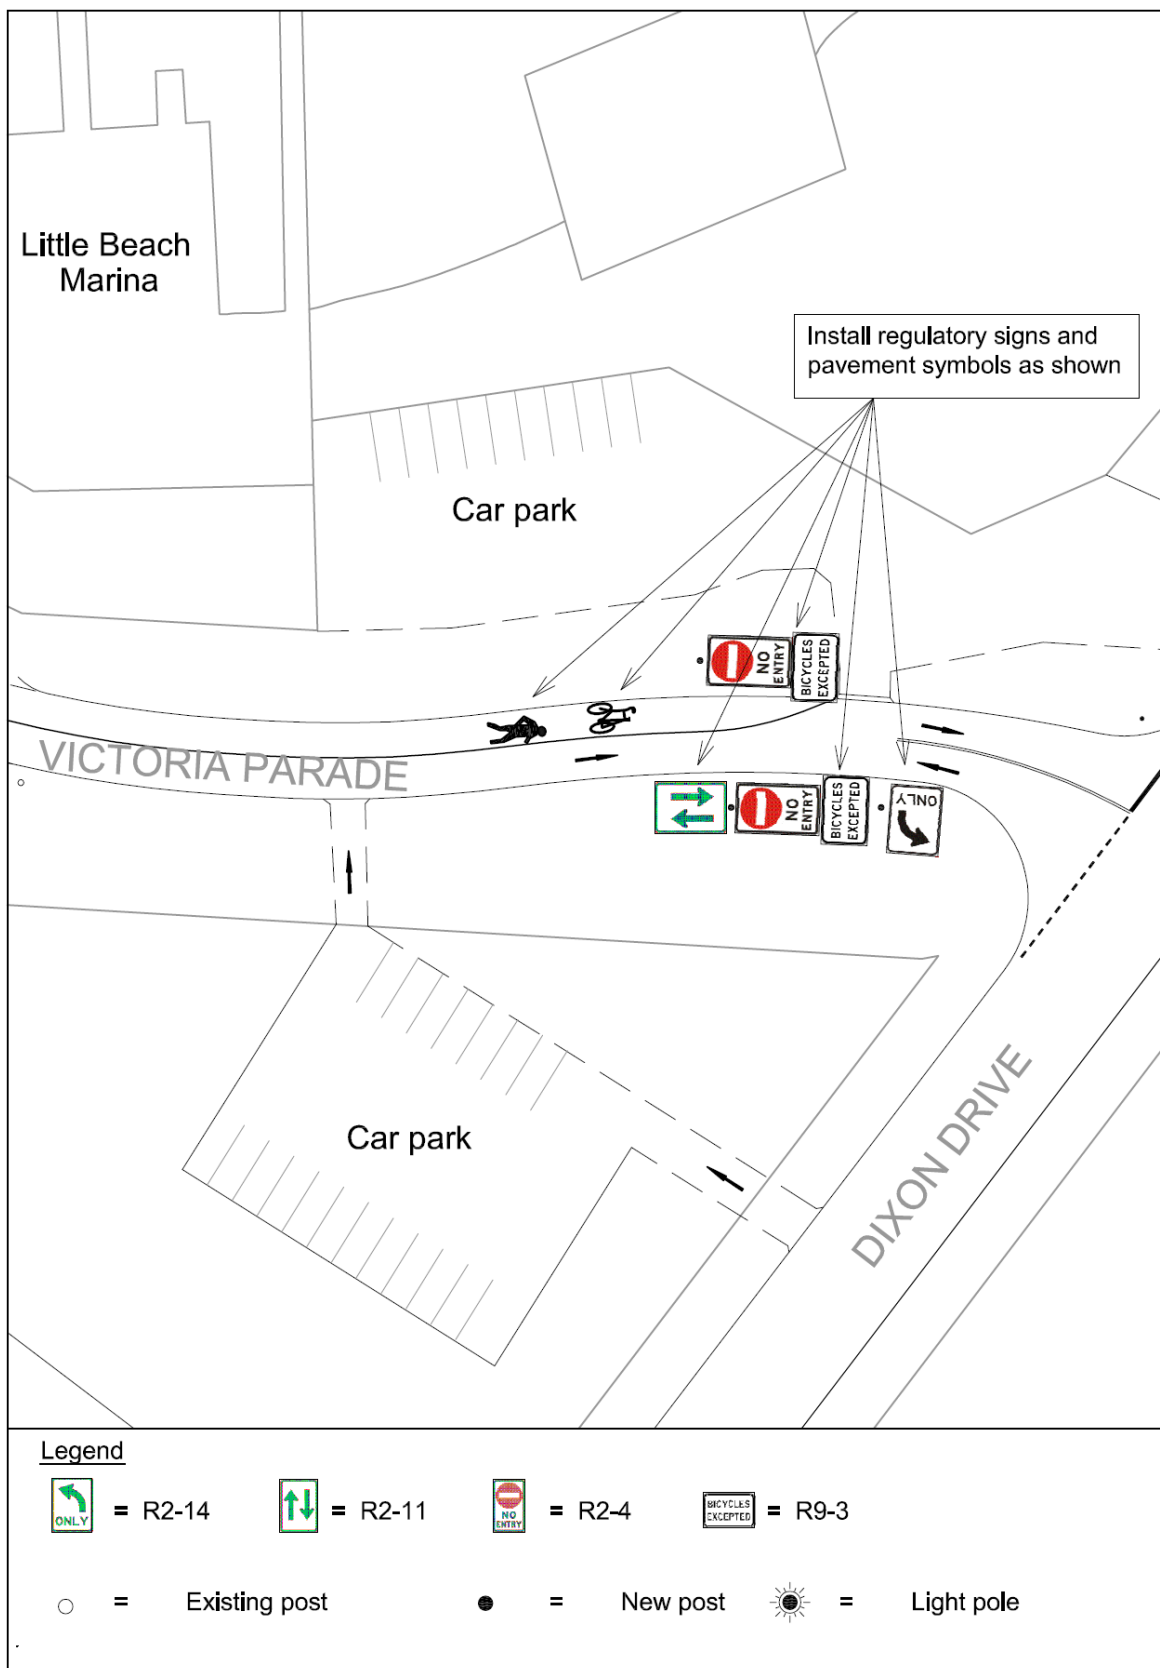 Little Beach
Marina
Install regulatory signs and
pavement symbols as shown
Car park
NO
ENTRY
BICYCLES
EXCEPTED
VICTORIA PARADE
NO
ENTRY
BICYCLES
EXCEPTED
ONLY
Car park
DIXON DRIVE
Legend
ONLY
= R2-14
= R2-11
NO
ENTRY
= R2-4
BICYCLES
EXCEPTED
= R9-3
= Existing post
= New post
= Light pole